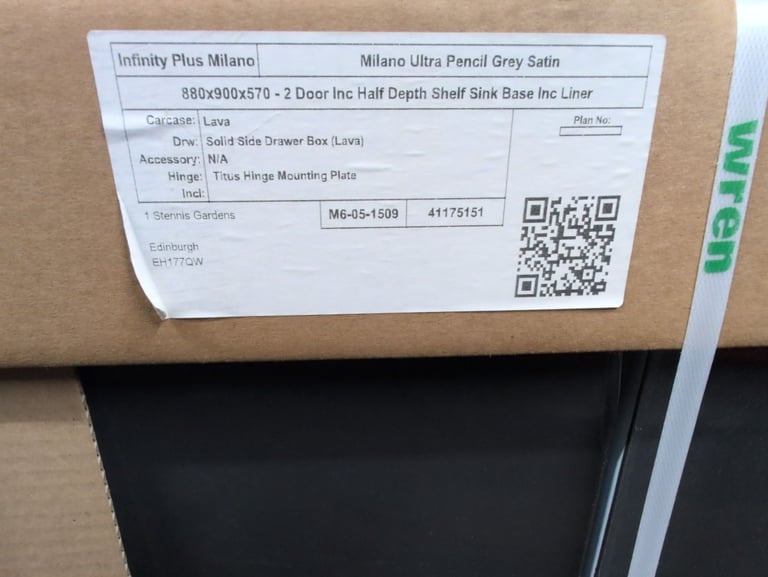 Infinity Plus Milano Milano Ultra Pencil Grey Satin
880x900x570 - 2 Door Inc Half Depth Shelf Sink Base Inc Liner
Carcase: Lava
Plan No:
Drw: Solid Side Drawer Box (Lava)
Accessory: N/A
Hinge: Titus Hinge Mounting Plate
Incl:
1 Stennis Gardens
M6-05-1509 41175151
Edinburgh
EH177QW
wren